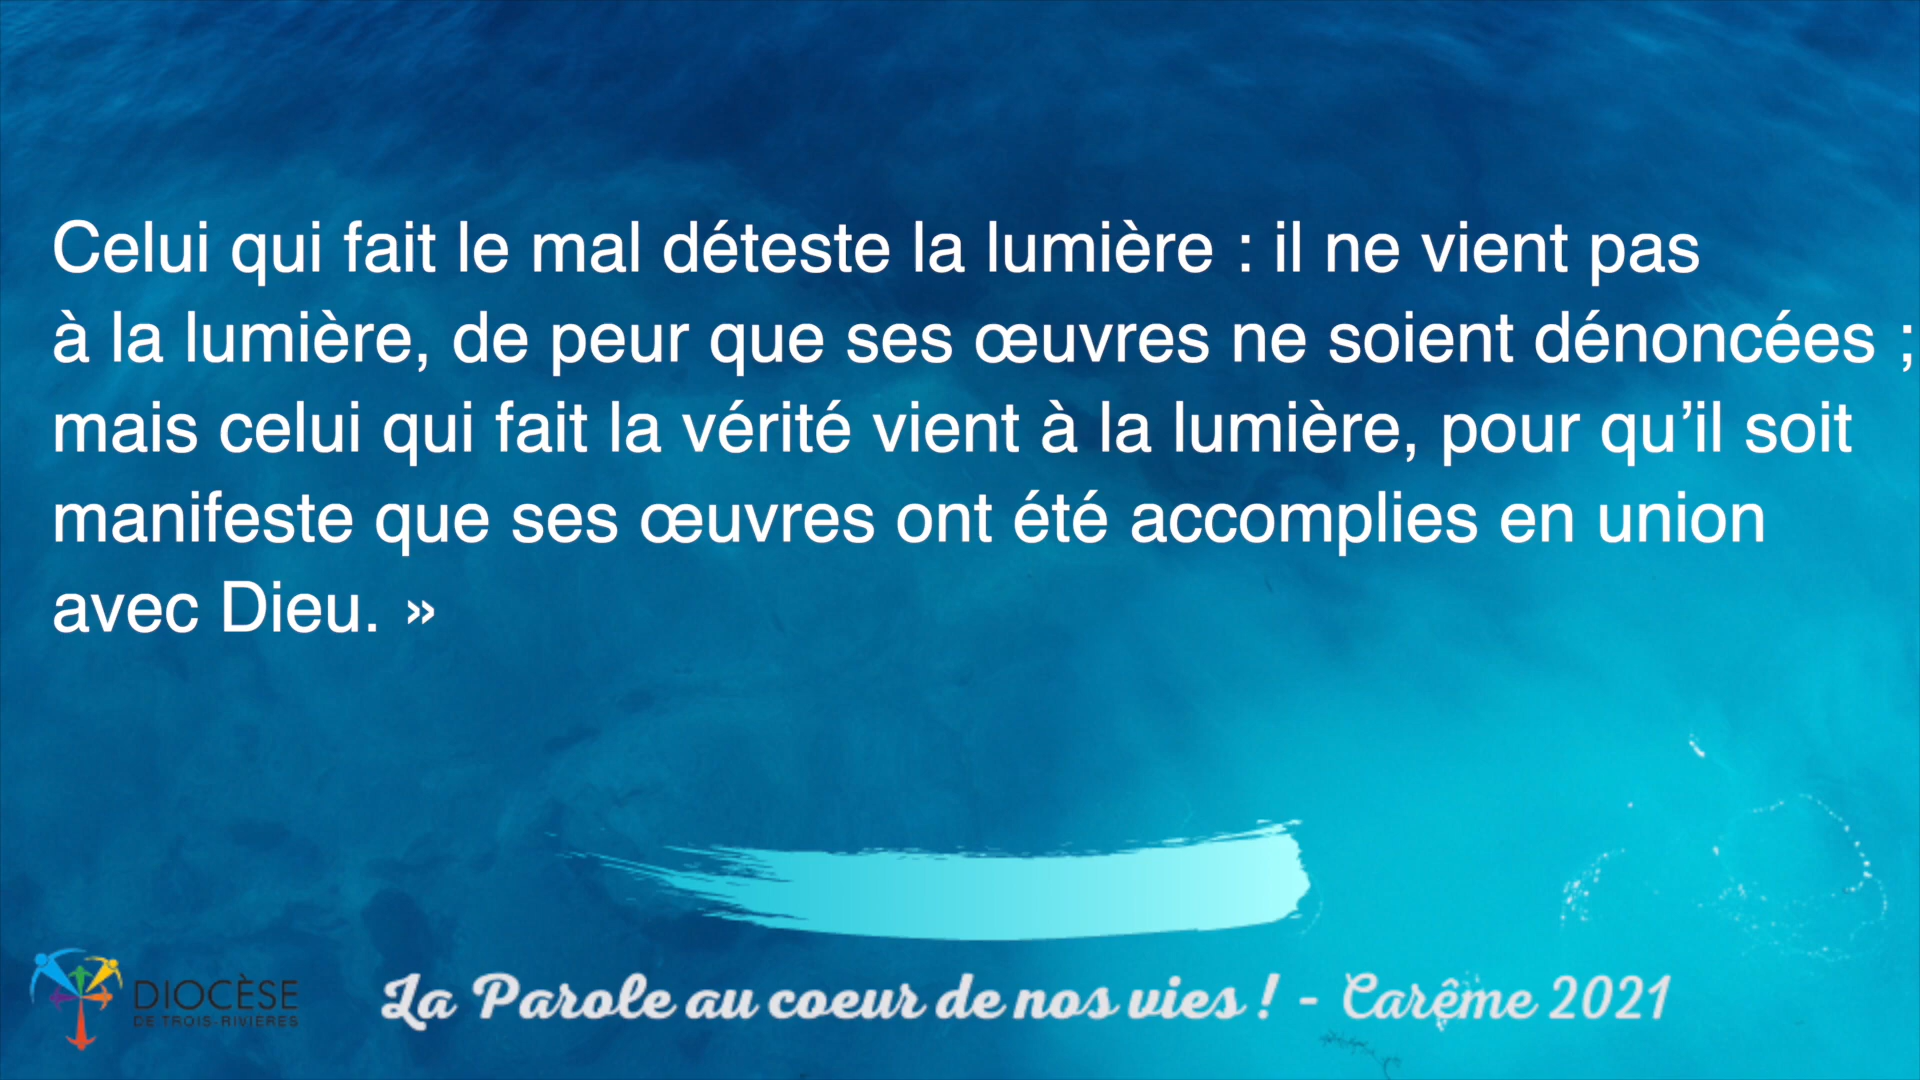 Celui qui fait le mal déteste la lumière : il ne vient pas
à la lumière, de peur que ses œuvres ne soient dénoncées ;
mais celui qui fait la vérité vient à la lumière, pour qu’il soit
manifeste que ses œuvres ont été accomplies en union
avec Dieu. »
DIOCÈSE
DE TROIS-RIVIÈRES
La Parole au coeur de nos vies ! - Carême 2021